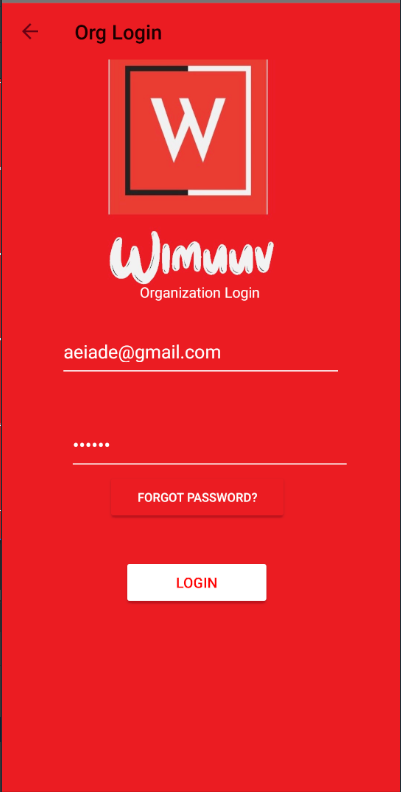 Org Login
W
Wimuuv
Organization Login
aeiade@gmail.com
••••••
FORGOT PASSWORD?
LOGIN